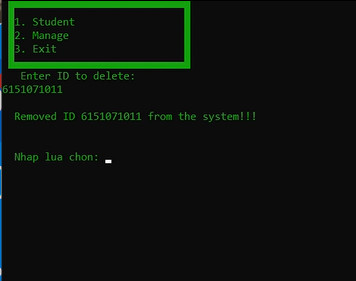 1. Student
2. Manage
3. Exit
Enter ID to delete:
6151071011
Removed ID 6151071011 from the system!!!
Nhap lua chon: